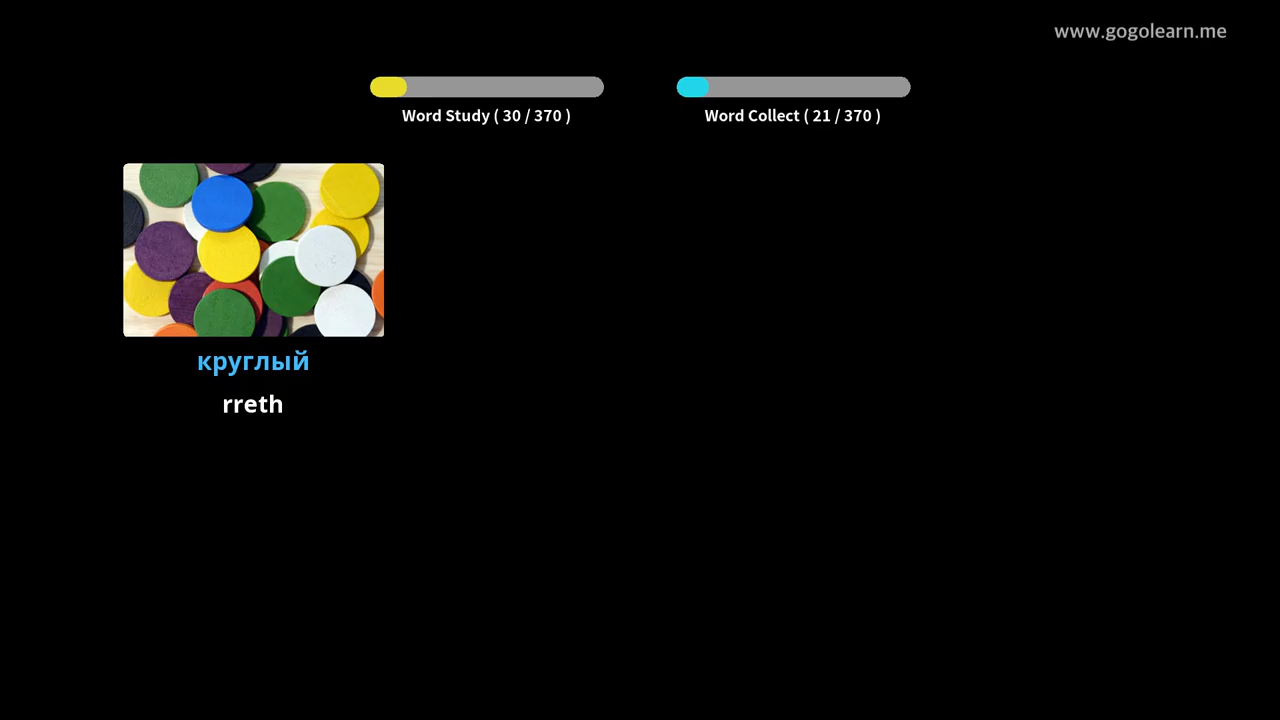 www.gogolearn.me
Word Study ( 30 / 370 )
Word Collect ( 21 / 370 )
круглый
rreth